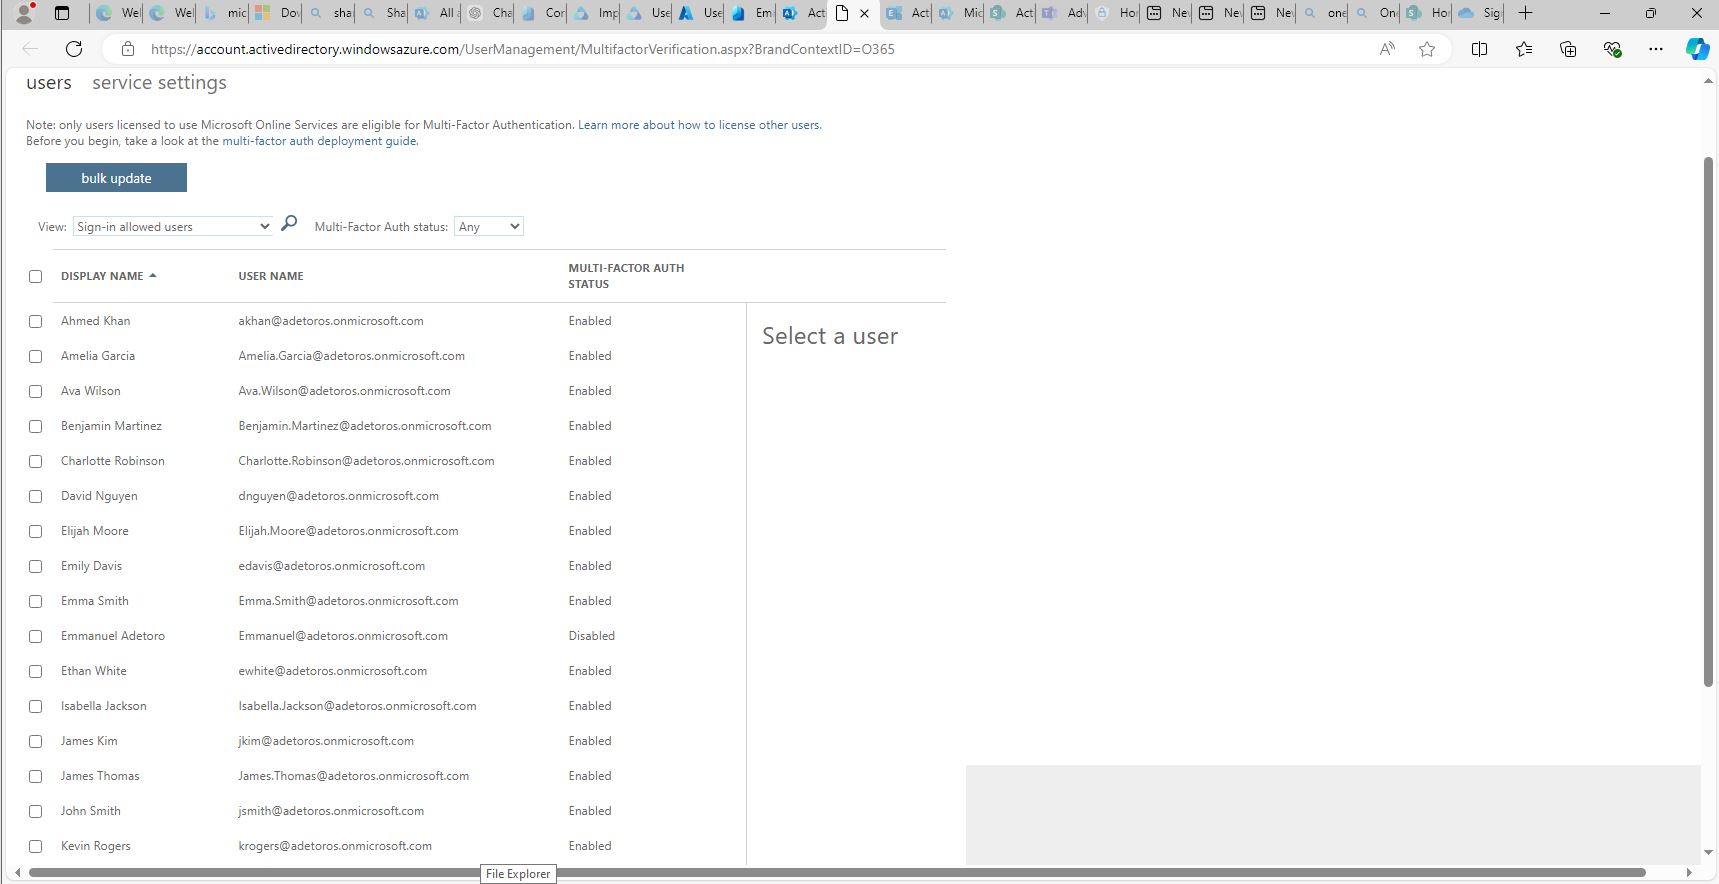 Wel Wel mic Dov sha Sha All a Cha Cor Imp Use Use Em Act Act Mic Act Adv Hor Nev Nev Nev one One Hor Sig
https://account.activedirectory.windowsazure.com/UserManagement/MultifactorVerification.aspx?BrandContextID=O365
users service settings
Note: only users licensed to use Microsoft Online Services are eligible for Multi-Factor Authentication. Learn more about how to license other users.
Before you begin, take a look at the multi-factor auth deployment guide.
bulk update
View: Sign-in allowed users Multi-Factor Auth status: Any
DISPLAY NAME USER NAME MULTI-FACTOR AUTH
STATUS
Ahmed Khan akhan@adetoros.onmicrosoft.com Enabled
Select a user
Amelia Garcia Amelia.Garcia@adetoros.onmicrosoft.com Enabled
Ava Wilson Ava.Wilson@adetoros.onmicrosoft.com Enabled
Benjamin Martinez Benjamin.Martinez@adetoros.onmicrosoft.com Enabled
Charlotte Robinson Charlotte.Robinson@adetoros.onmicrosoft.com Enabled
David Nguyen dnguyen@adetoros.onmicrosoft.com Enabled
Elijah Moore Elijah.Moore@adetoros.onmicrosoft.com Enabled
Emily Davis edavis@adetoros.onmicrosoft.com Enabled
Emma Smith Emma.Smith@adetoros.onmicrosoft.com Enabled
Emmanuel Adetoro Emmanuel@adetoros.onmicrosoft.com Disabled
Ethan White ewhite@adetoros.onmicrosoft.com Enabled
Isabella Jackson Isabella.Jackson@adetoros.onmicrosoft.com Enabled
James Kim jkim@adetoros.onmicrosoft.com Enabled
James Thomas James.Thomas@adetoros.onmicrosoft.com Enabled
John Smith jsmith@adetoros.onmicrosoft.com Enabled
Kevin Rogers krogers@adetoros.onmicrosoft.com Enabled
File Explorer